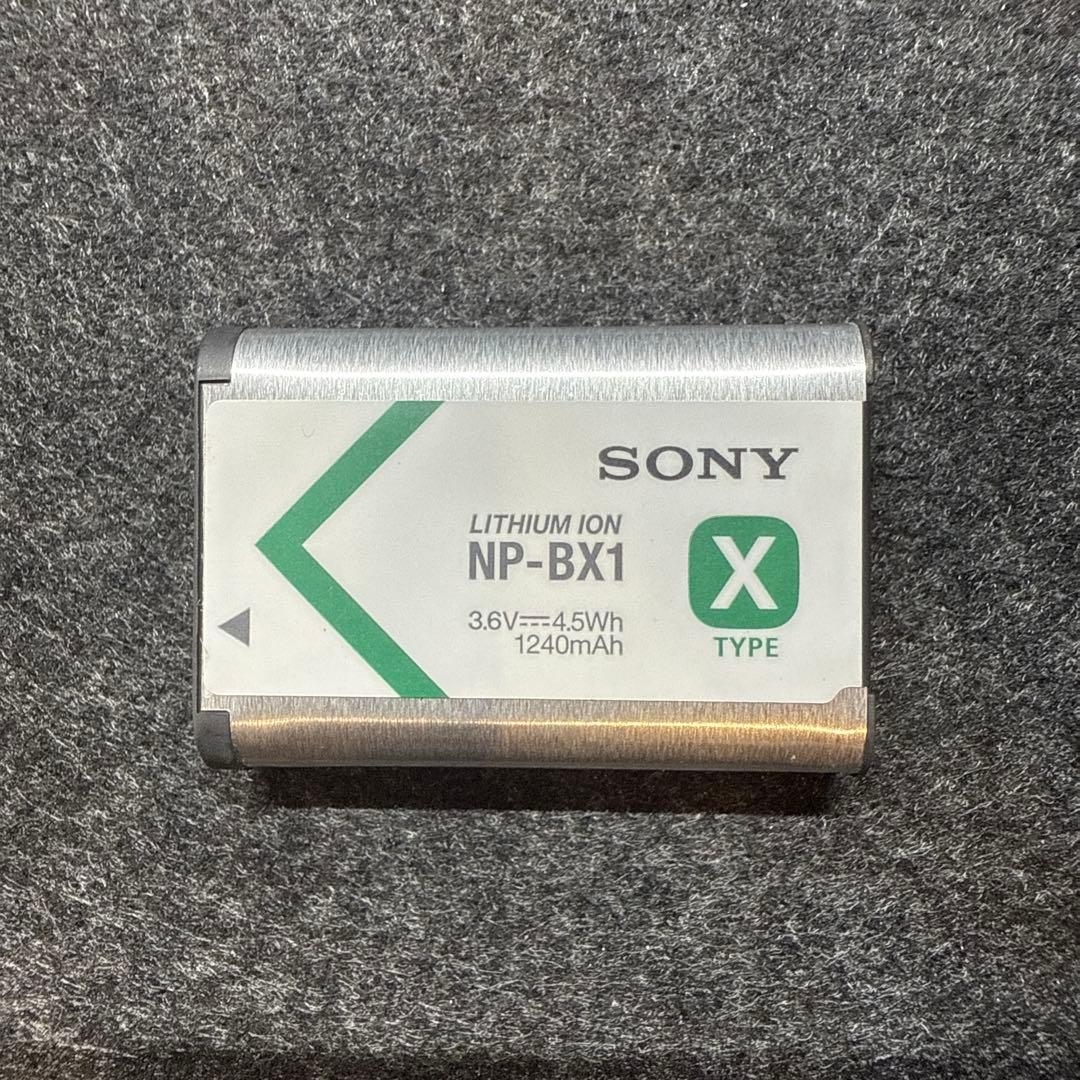 SONY
LITHIUM ION
NP-BX1
3.6V⎓4.5Wh
1240mAh
X
TYPE